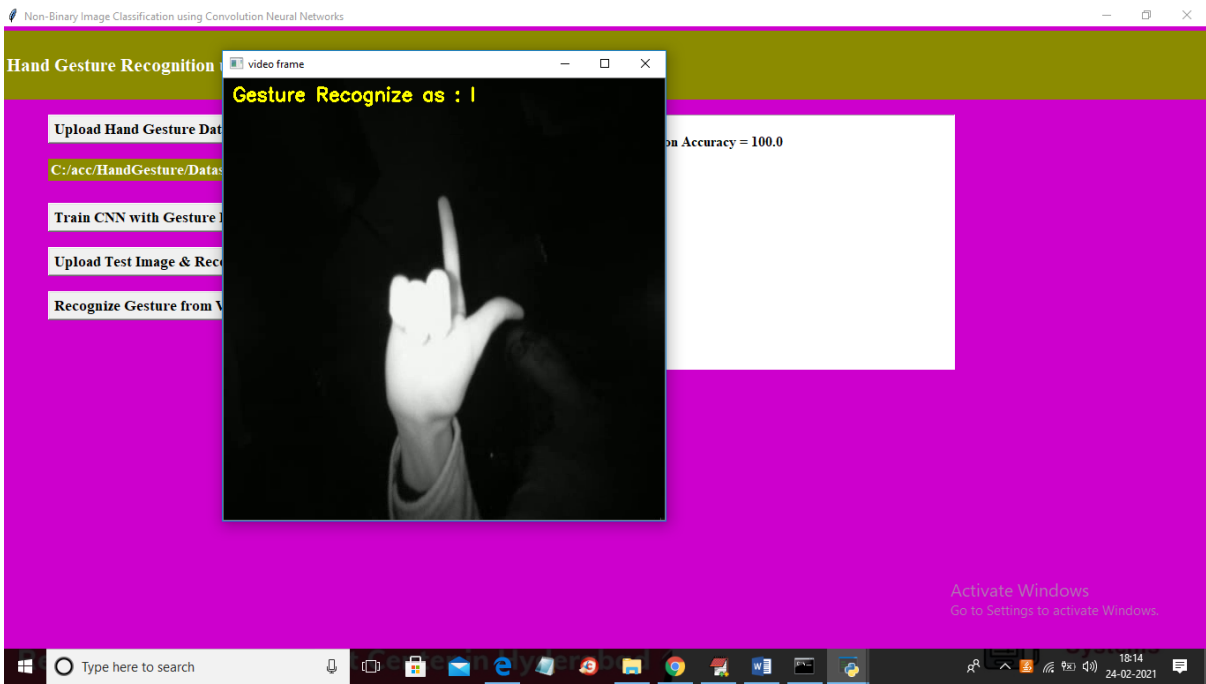 Non-Binary Image Classification using Convolution Neural Networks
Hand Gesture Recognition
video frame
Gesture Recognize as : I
Upload Hand Gesture Dat
on Accuracy = 100.0
C:/acc/HandGesture/Datas
Train CNN with Gesture
Upload Test Image & Rec
Recognize Gesture from V
Activate Windows
Go to Settings to activate Windows.
Type here to search
18:14
24-02-2021